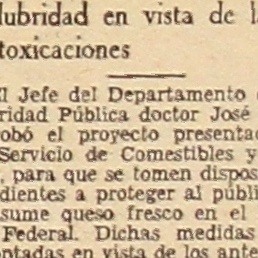 lubridad en vista de la
toxicaciones
El Jefe del Departamento
ridad Pública doctor José
robó el proyecto presentad
Servicio de Comestibles y
, para que se tomen dispos
dientes a proteger al públi
sume queso fresco en el
Federal. Dichas medidas
ptadas en vista de los ante